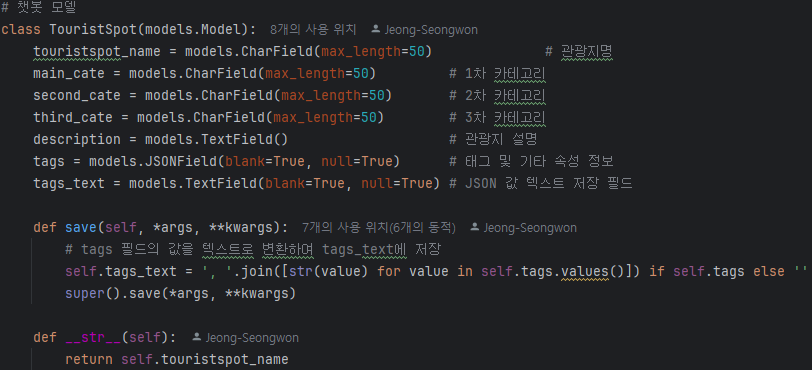 # 챗봇 모델
class TouristSpot(models.Model): 8개의 사용 위치 Jeong-Seongwon
    touristspot_name = models.CharField(max_length=50)              # 관광지명
    main_cate = models.CharField(max_length=50)         # 1차 카테고리
    second_cate = models.CharField(max_length=50)       # 2차 카테고리
    third_cate = models.CharField(max_length=50)        # 3차 카테고리
    description = models.TextField()                    # 관광지 설명
    tags = models.JSONField(blank=True, null=True)      # 태그 및 기타 속성 정보
    tags_text = models.TextField(blank=True, null=True) # JSON 값 텍스트 저장 필드
    def save(self, *args, **kwargs): 7개의 사용 위치(6개의 동적) Jeong-Seongwon
        # tags 필드의 값을 텍스트로 변환하여 tags_text에 저장
        self.tags_text = ', '.join([str(value) for value in self.tags.values()]) if self.tags else ''
        super().save(*args, **kwargs)
    def __str__(self): Jeong-Seongwon
        return self.touristspot_name